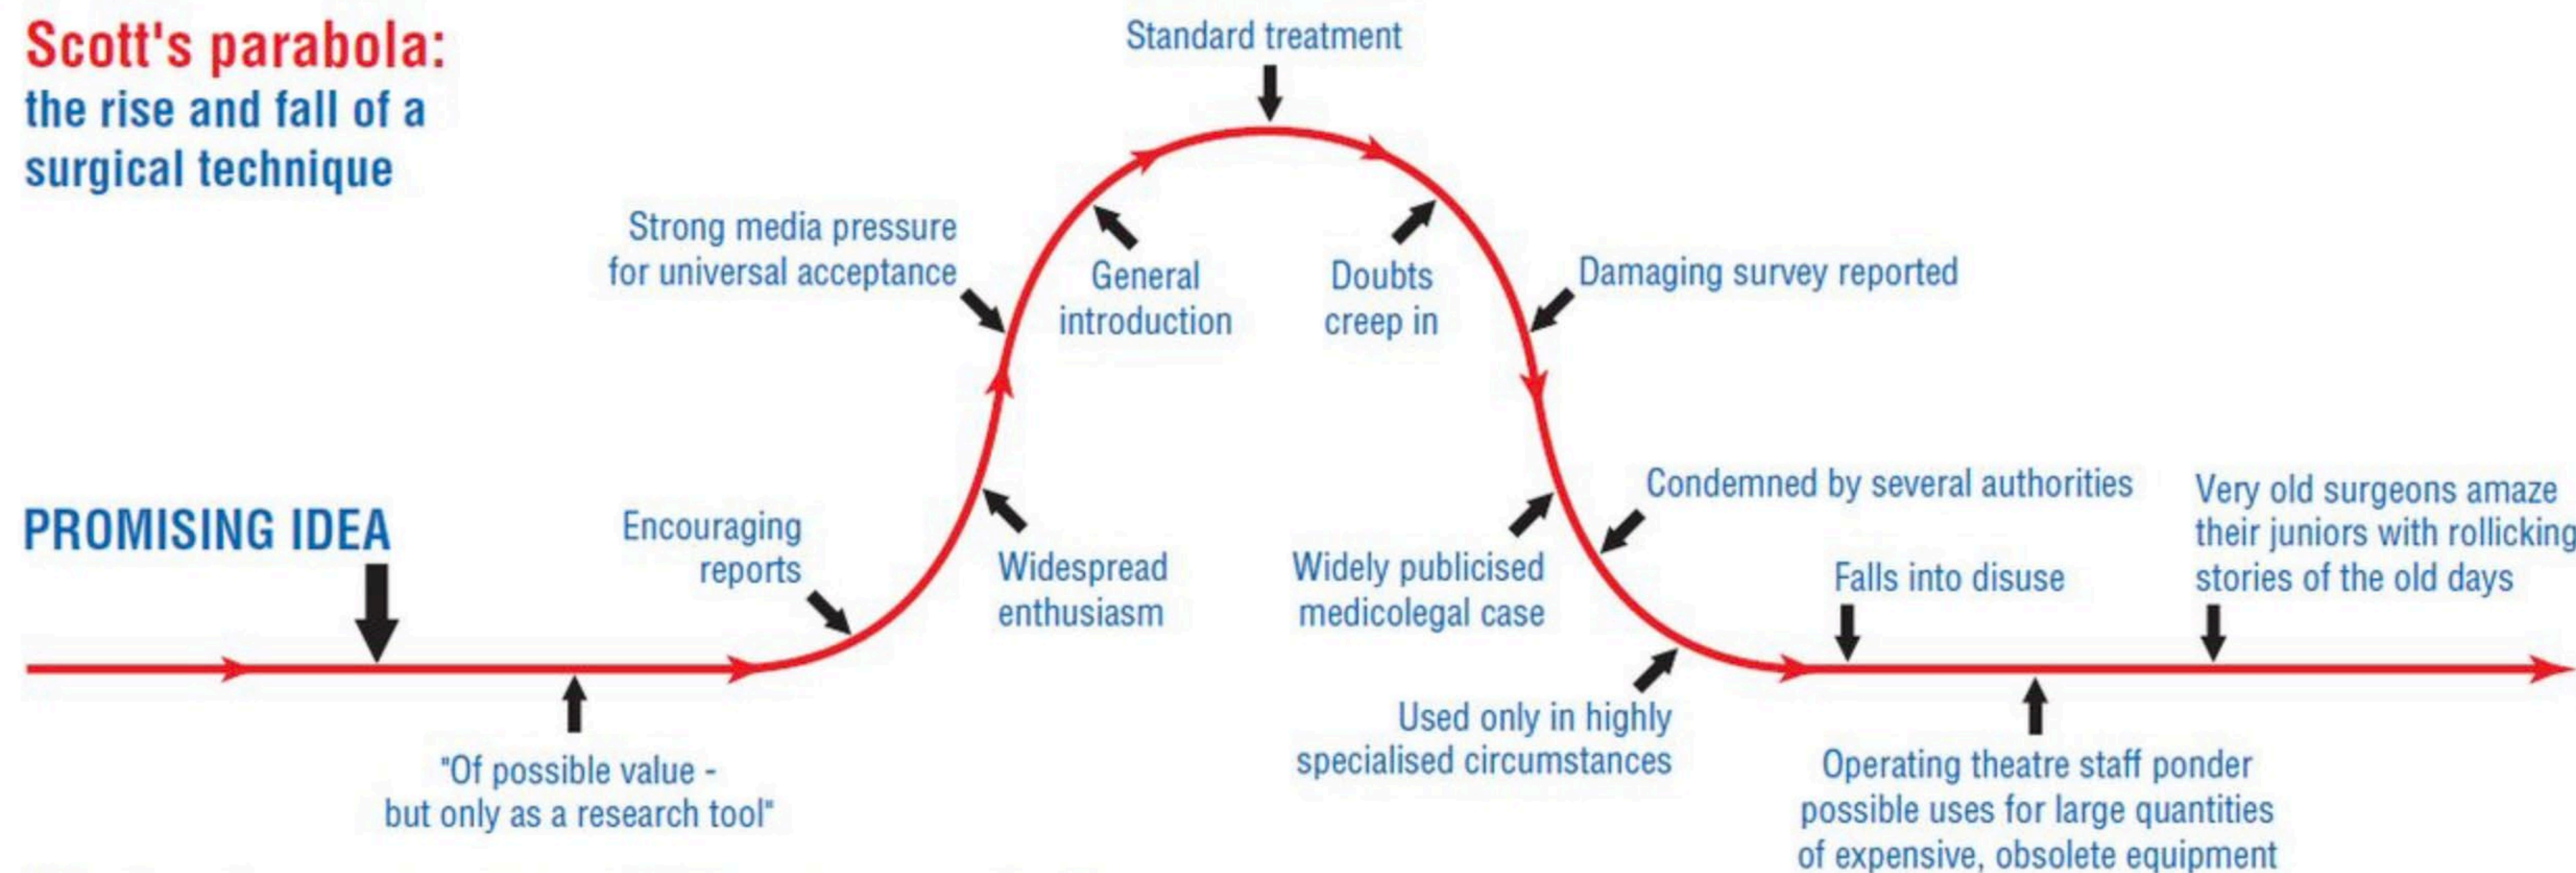 Scott's parabola:
the rise and fall of a
surgical technique
PROMISING IDEA
"Of possible value -
but only as a research tool"
Encouraging
reports
Widespread
enthusiasm
Strong media pressure
for universal acceptance
General
introduction
Standard treatment
Doubts
creep in
Damaging survey reported
Widely publicised
medicolegal case
Condemned by several authorities
Used only in highly
specialised circumstances
Falls into disuse
Operating theatre staff ponder
possible uses for large quantities
of expensive, obsolete equipment
Very old surgeons amaze
their juniors with rollicking
stories of the old days